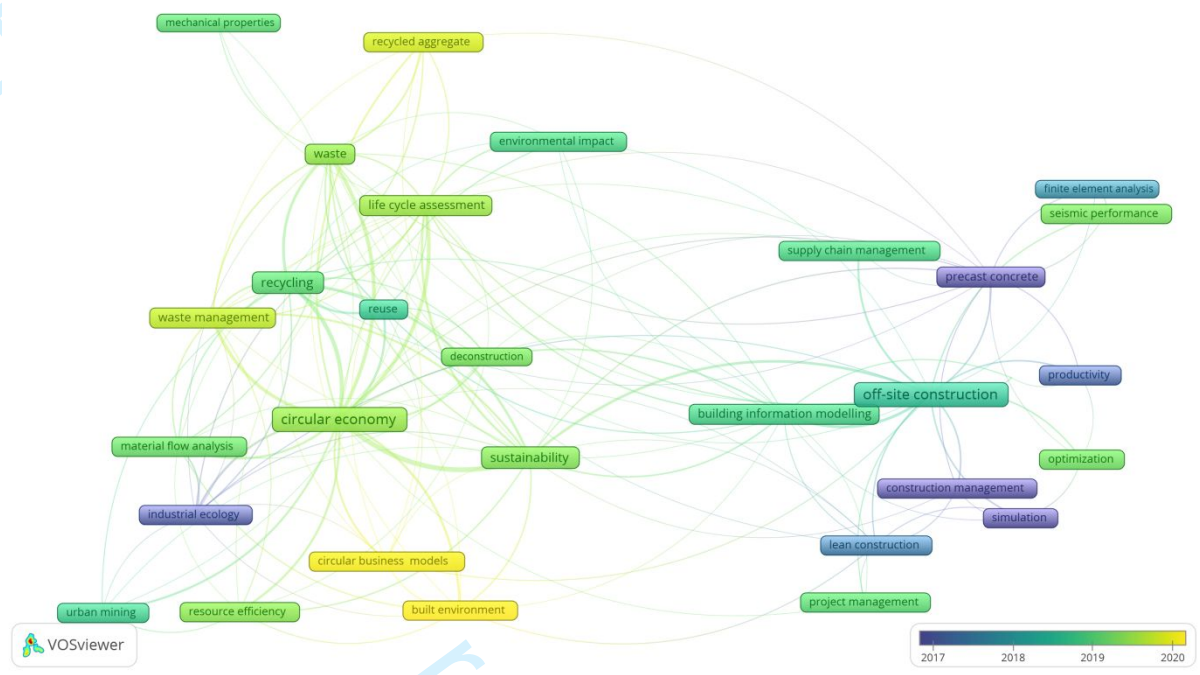 mechanical properties
recycled aggregate
waste
environmental impact
life cycle assessment
finite element analysis
seismic performance
supply chain management
precast concrete
recycling
reuse
waste management
deconstruction
productivity
off-site construction
building information modelling
circular economy
material flow analysis
sustainability
optimization
construction management
industrial ecology
simulation
lean construction
circular business models
project management
urban mining
resource efficiency
built environment
VOSviewer
2017 2018 2019 2020